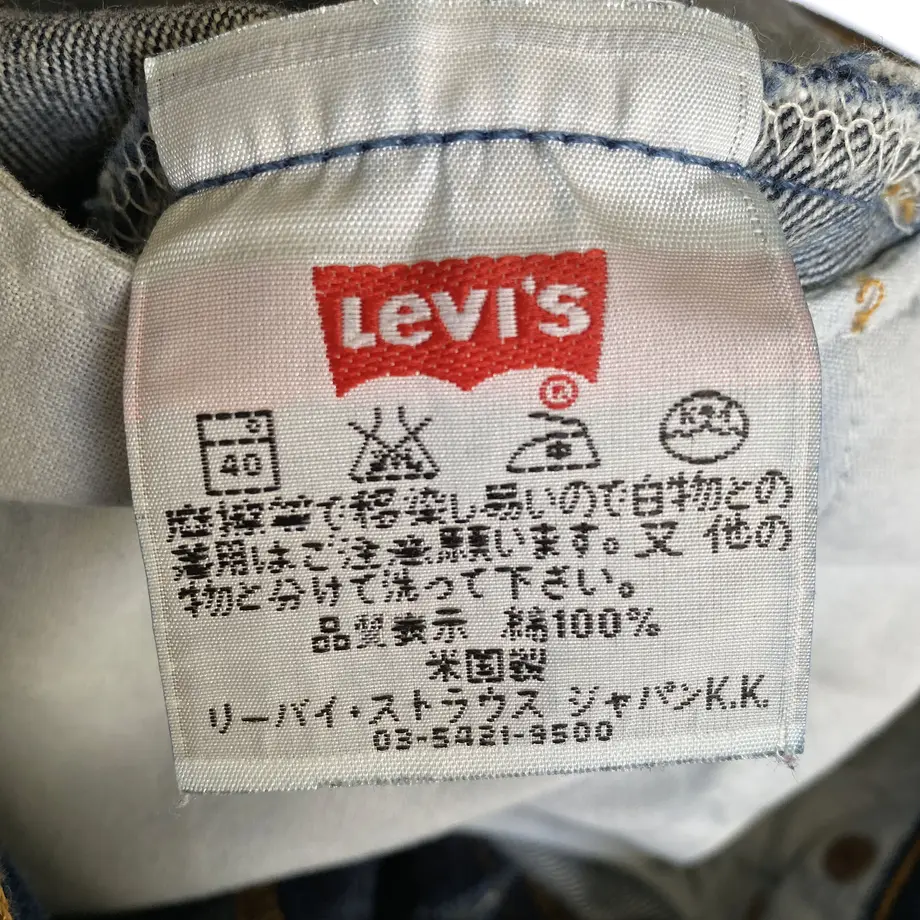 Levi's
®
40
摩擦等で移染し易いので白物との
着用はご注意願います。又 他の
物と分けて洗って下さい。
品質表示 綿100%
米国製
リーバイ・ストラウス ジャパンK.K.
03-5421-9500